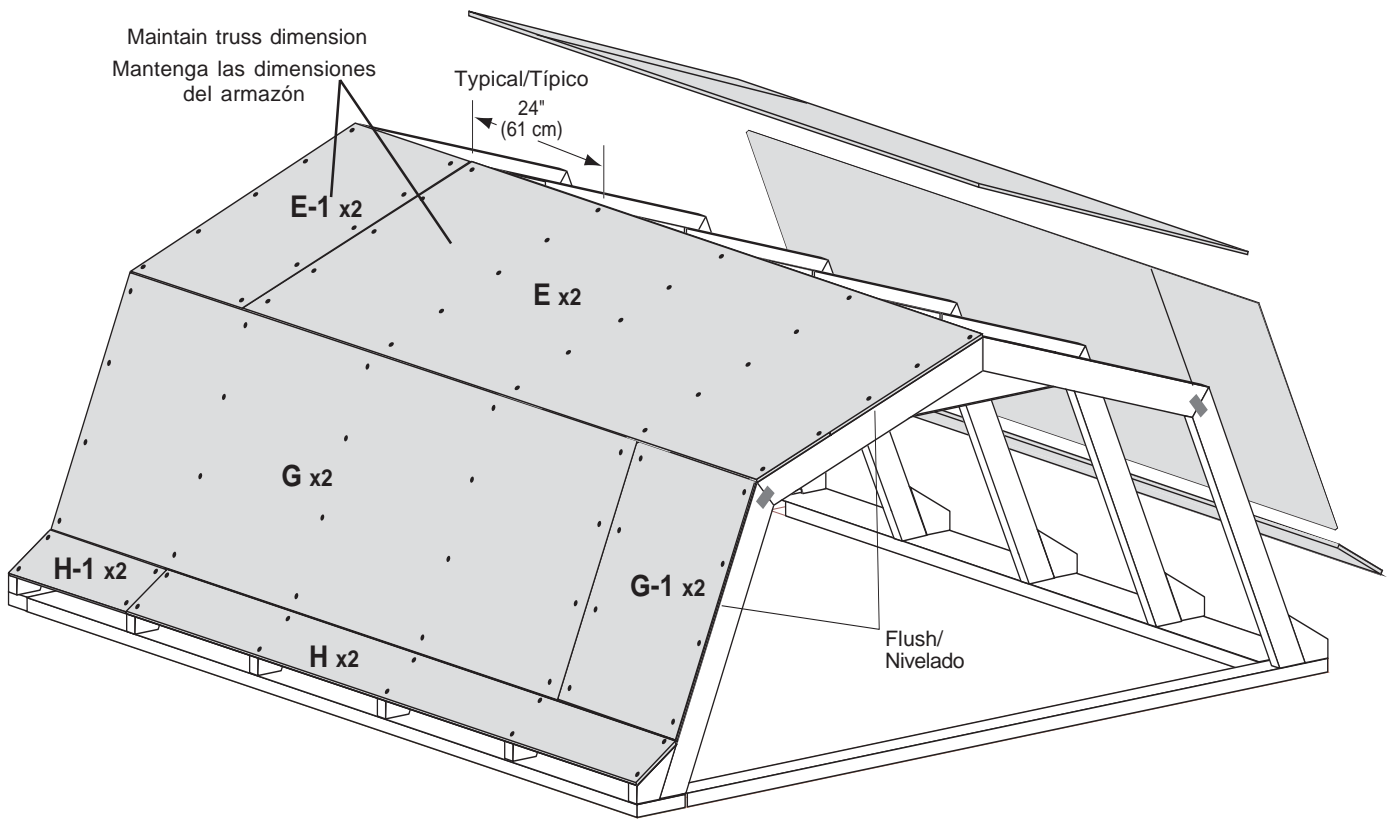 Maintain truss dimension
Mantenga las dimensiones
del armazón
Typical/Típico
24"
(61 cm)
E-1 x2
E x2
G x2
G-1 x2
H-1 x2
H x2
Flush/
Nivelado